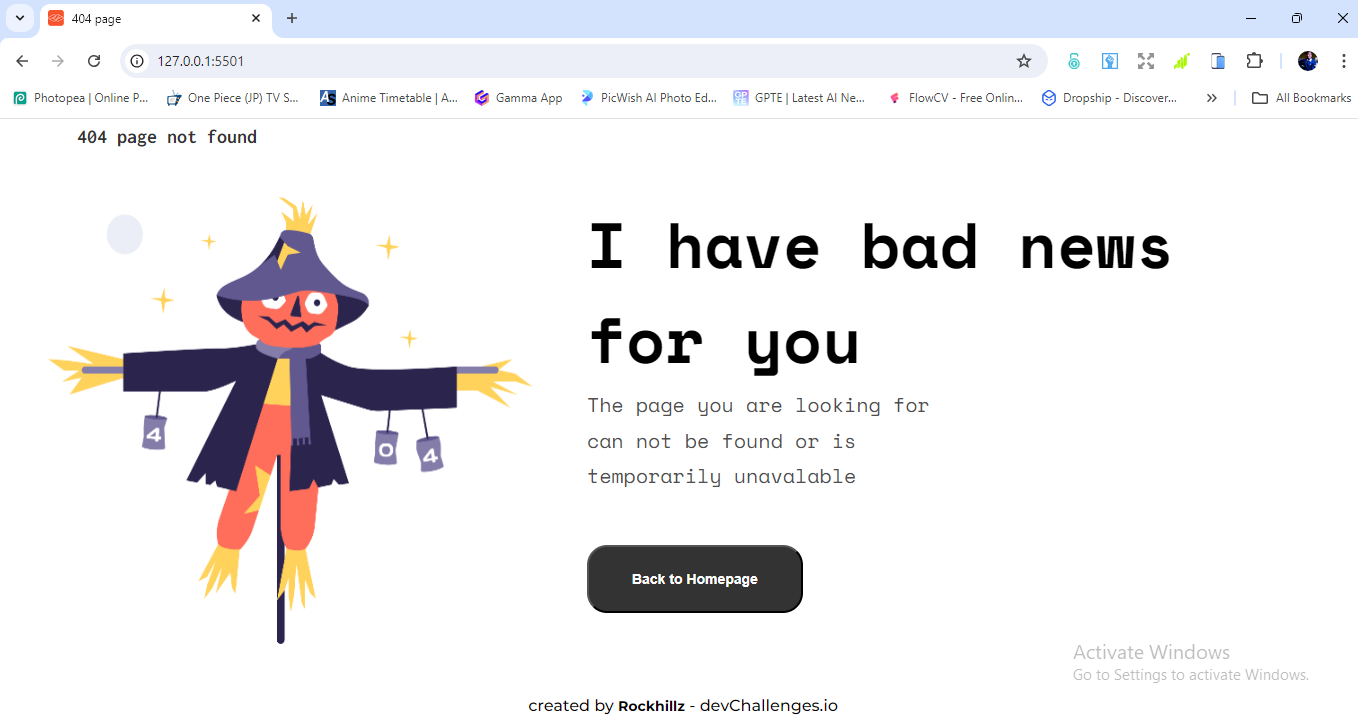 404 page
127.0.0.1:5501
Photopea | Online P... One Piece (JP) TV S... Anime Timetable | A... Gamma App PicWish AI Photo Ed... GPTE | Latest AI Ne... FlowCV - Free Onlin... Dropship - Discover... All Bookmarks
404 page not found
I have bad news
for you
The page you are looking for
can not be found or is
temporarily unavalable
4 0 4
Back to Homepage
Activate Windows
Go to Settings to activate Windows.
created by Rockhillz - devChallenges.io